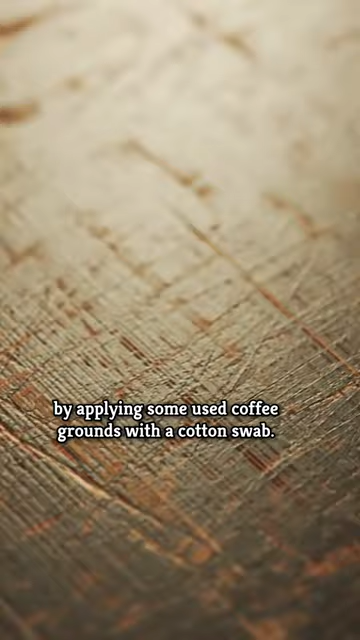 by applying some used coffee
grounds with a cotton swab.